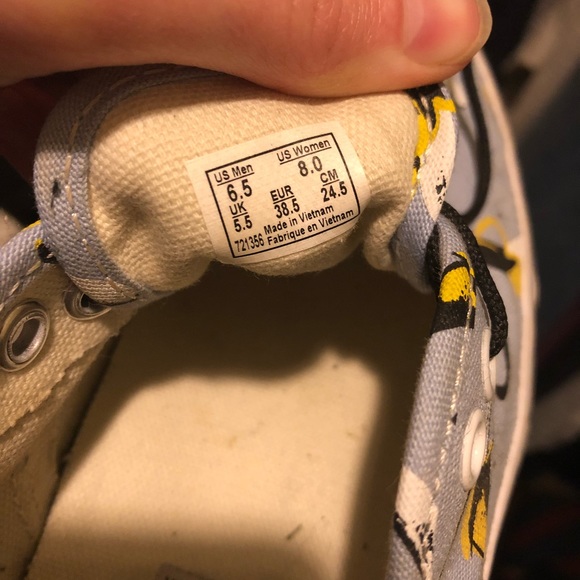 US Men US Women
6.5 8.0
UK EUR CM
5.5 38.5 24.5
Made in Vietnam
721356 Fabrique en Vietnam